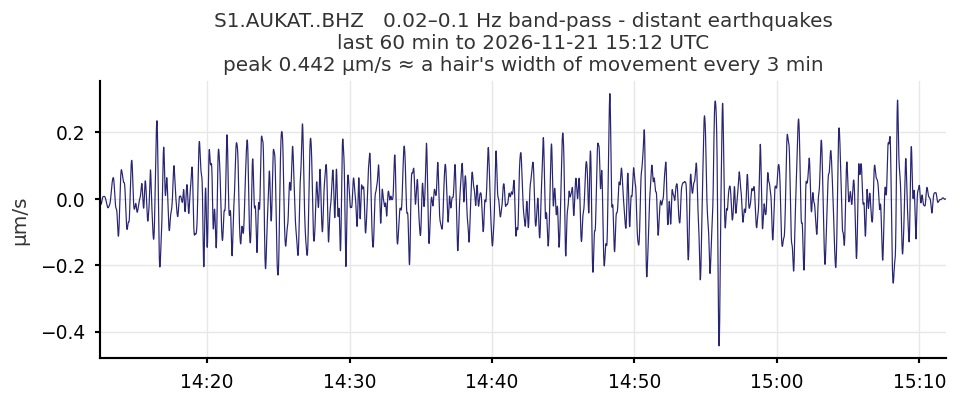 S1.AUKAT..BHZ   0.02–0.1 Hz band-pass - distant earthquakes
last 60 min to 2026-11-21 15:12 UTC
peak 0.442 µm/s ≈ a hair's width of movement every 3 min
µm/s
0.2
0.0
−0.2
−0.4
14:20 14:30 14:40 14:50 15:00 15:10